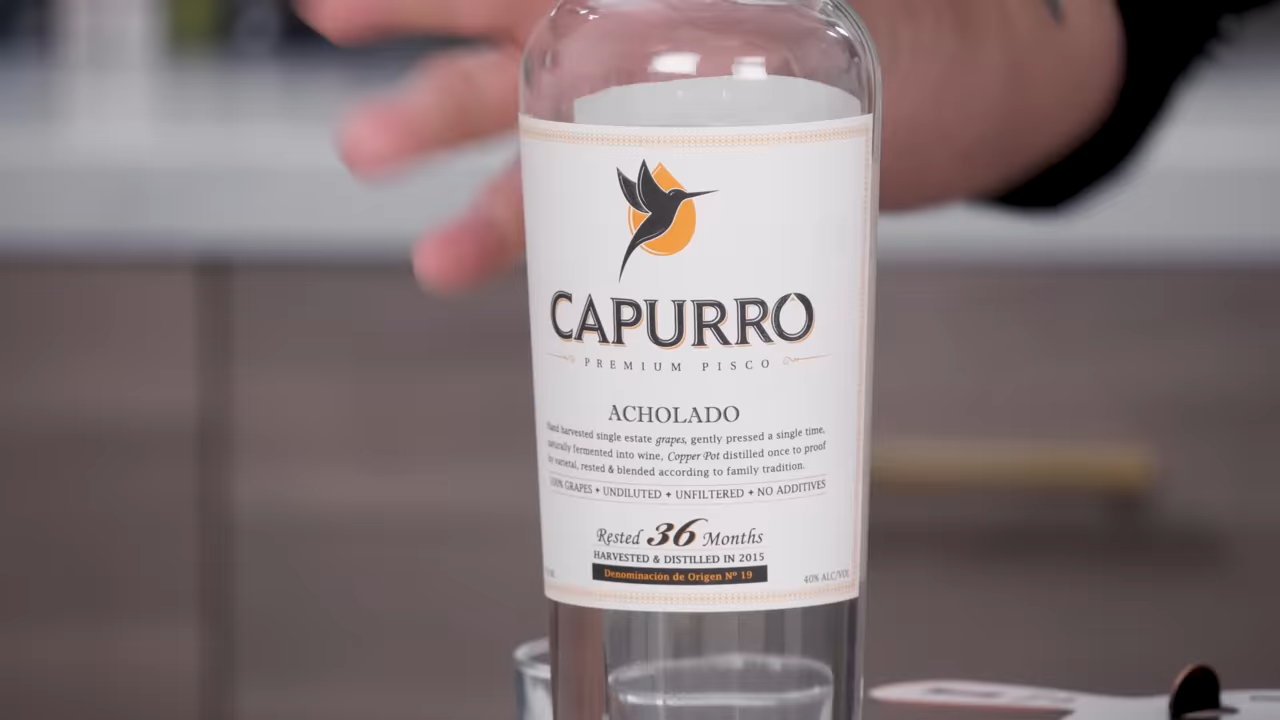 CAPURRO
PREMIUM PISCO
ACHOLADO
Hand harvested single estate grapes, gently pressed a single time,
naturally fermented into wine, Copper Pot distilled once to proof
by varietal, rested & blended according to family tradition.
100% GRAPES + UNDILUTED + UNFILTERED + NO ADDITIVES
Rested 36 Months
HARVESTED & DISTILLED IN 2015
Denominación de Origen Nº 19
40% ALC/VOL